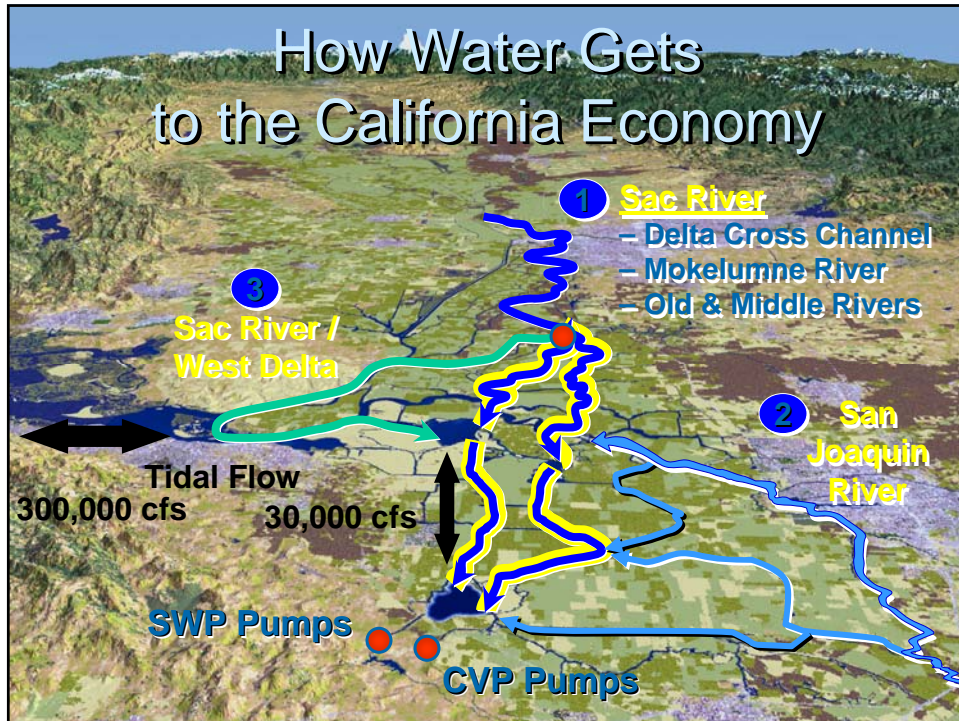 How Water Gets
to the California Economy
1
Sac River
– Delta Cross Channel
– Mokelumne River
– Old & Middle Rivers
3
Sac River /
West Delta
2
San
Joaquin
River
Tidal Flow
300,000 cfs
30,000 cfs
SWP Pumps
CVP Pumps